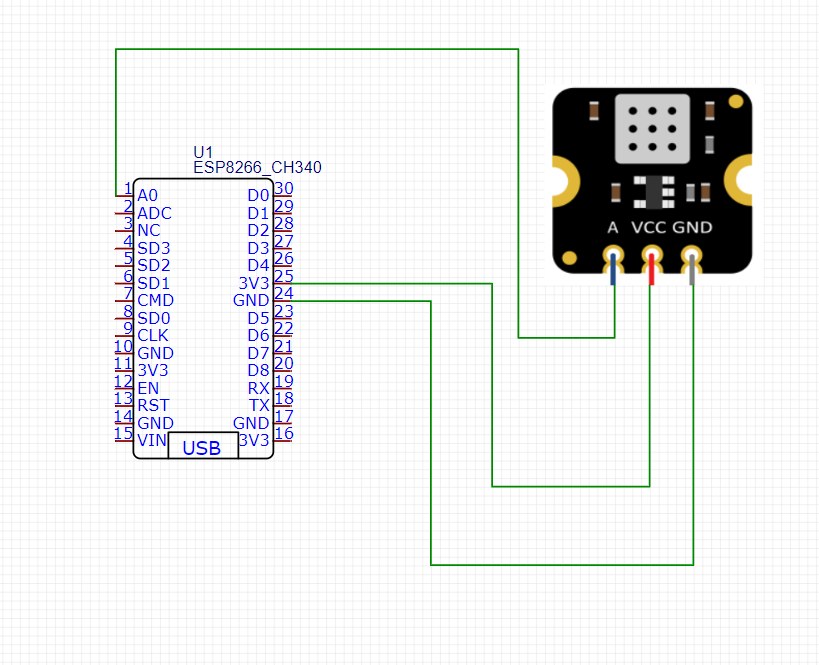 U1
ESP8266_CH340
1 A0 D0 30
2 ADC D1 29
3 NC D2 28
4 SD3 D3 27
5 SD2 D4 26
6 SD1 3V3 25
7 CMD GND 24
8 SD0 D5 23
9 CLK D6 22
10 GND D7 21
11 3V3 D8 20
12 EN RX 19
13 RST TX 18
14 GND GND 17
15 VIN 3V3 16
USB
A VCC GND